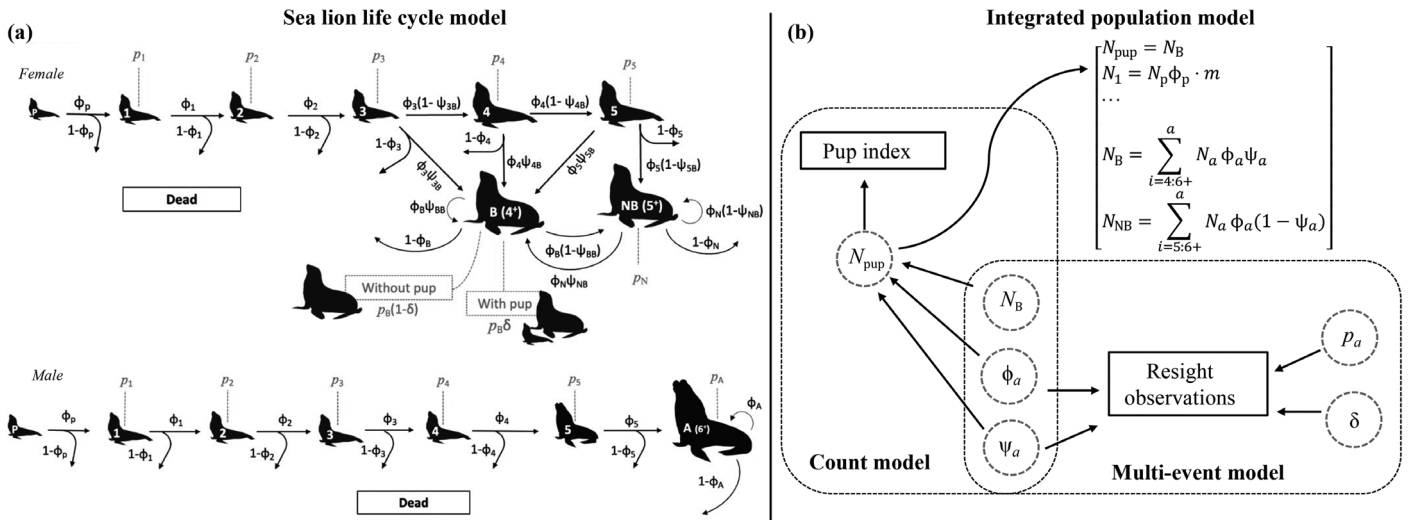 Sea lion life cycle model
(a)
Female
p₁
p₂
p₃
p₄
p₅
P
ϕₚ
1
ϕ₁
2
ϕ₂
3
ϕ₃(1- ψ₃B)
4
ϕ₄(1- ψ₄B)
5
1-ϕₚ
1-ϕ₁
1-ϕ₂
1-ϕ₃
1-ϕ₄
1-ϕ₅
ϕ₃ψ₃B
ϕ₄ψ₄B
ϕ₅ψ₅B
ϕ₅(1-ψ₅B)
Dead
B (4⁺)
NB (5⁺)
ϕBψBB
ϕN(1-ψNB)
1-ϕB
ϕB(1-ψBB)
1-ϕN
ϕNψNB
pN
Without pup
pB(1-δ)
With pup
pBδ
Male
p₁
p₂
p₃
p₄
p₅
pA
P
ϕₚ
1
ϕ₁
2
ϕ₂
3
ϕ₃
4
ϕ₄
5
ϕ₅
A (6⁺)
ϕA
1-ϕₚ
1-ϕ₁
1-ϕ₂
1-ϕ₃
1-ϕ₄
1-ϕ₅
1-ϕA
Dead
Integrated population model
(b)
Npup = NB
N₁ = Nₚϕₚ · m
…
NB = ∑ᵃᵢ₌₄:₆₊ Nₐ ϕₐψₐ
NNB = ∑ᵃᵢ₌₅:₆₊ Nₐ ϕₐ(1 − ψₐ)
Pup index
Npup
NB
ϕₐ
ψₐ
Resight
observations
pₐ
δ
Count model
Multi-event model